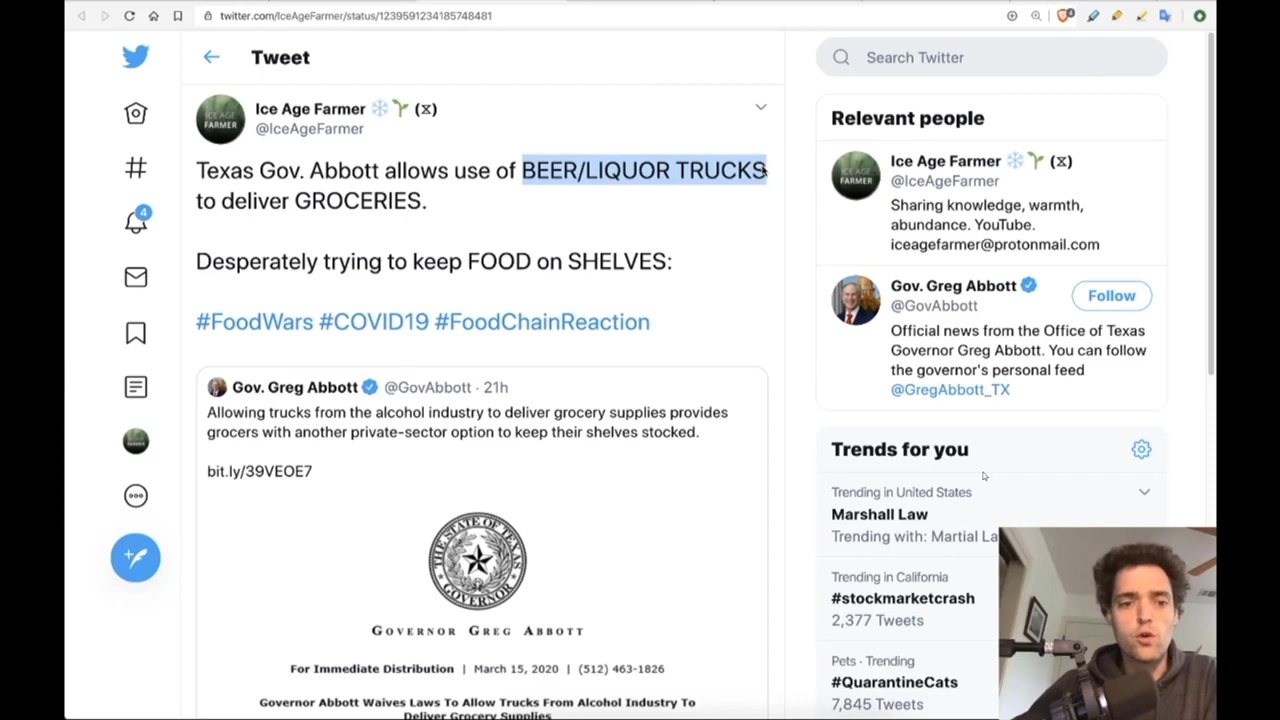 twitter.com/IceAgeFarmer/status/1239591234185748481
4
Tweet
Ice Age Farmer ❄️🌱 (⧖)
@IceAgeFarmer
Texas Gov. Abbott allows use of BEER/LIQUOR TRUCKS
to deliver GROCERIES.
Desperately trying to keep FOOD on SHELVES:
#FoodWars #COVID19 #FoodChainReaction
Gov. Greg Abbott @GovAbbott · 21h
Allowing trucks from the alcohol industry to deliver grocery supplies provides
grocers with another private-sector option to keep their shelves stocked.
bit.ly/39VEOE7
THE STATE OF TEXAS
GOVERNOR
GOVERNOR GREG ABBOTT
For Immediate Distribution | March 15, 2020 | (512) 463-1826
Governor Abbott Waives Laws To Allow Trucks From Alcohol Industry To
Deliver Grocery Supplies
4
Search Twitter
Relevant people
Ice Age Farmer ❄️🌱 (⧖)
@IceAgeFarmer
Sharing knowledge, warmth,
abundance. YouTube.
iceagefarmer@protonmail.com
Gov. Greg Abbott
@GovAbbott
Follow
Official news from the Office of Texas
Governor Greg Abbott. You can follow
the governor's personal feed
@GregAbbott_TX
Trends for you
Trending in United States
Marshall Law
Trending with: Martial La
Trending in California
#stockmarketcrash
2,377 Tweets
Pets · Trending
#QuarantineCats
7,845 Tweets